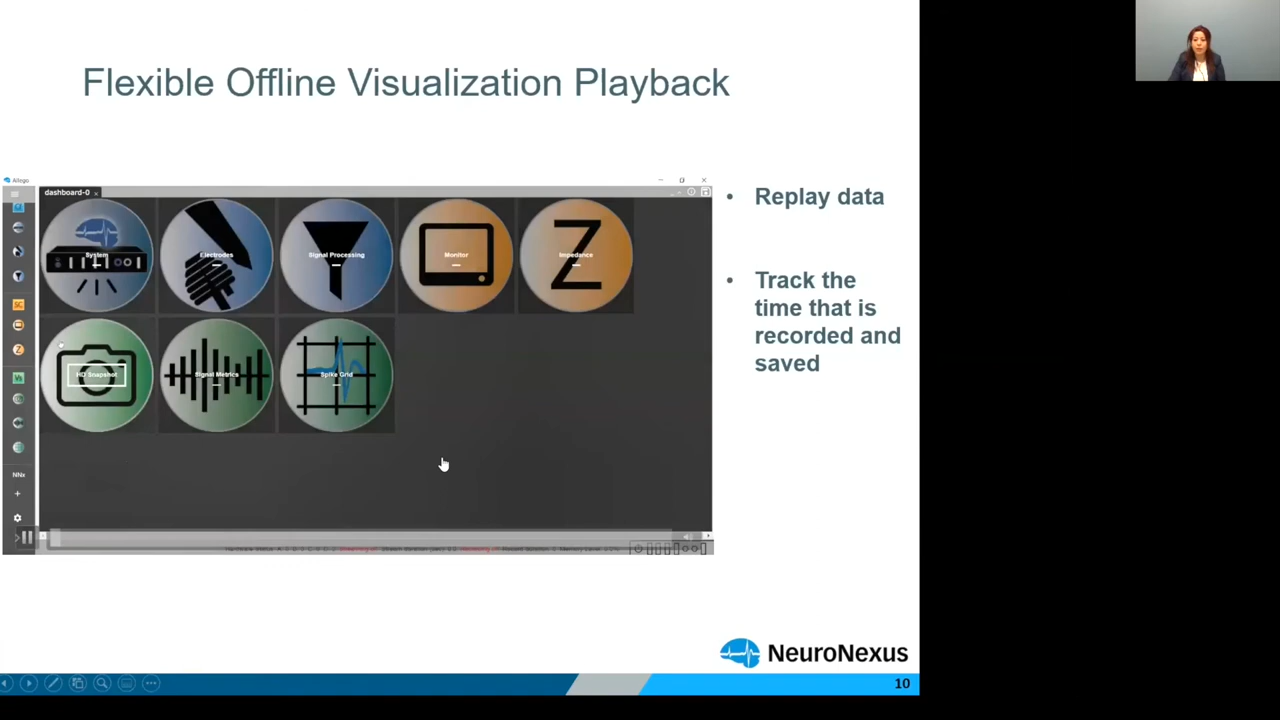 Flexible Offline Visualization Playback
Allego
dashboard-0
System
Electrodes
Signal Processing
Monitor
Impedance
HD Snapshot
Signal Metrics
Spike Grid
NNx
• Replay data
• Track the
time that is
recorded and
saved
NeuroNexus
10